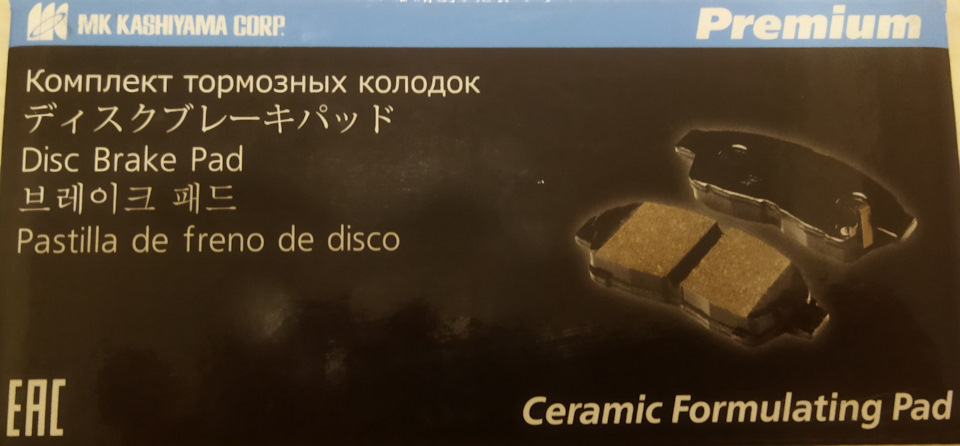 MK KASHIYAMA CORP.
Premium
Комплект тормозных колодок
ディスクブレーキパッド
Disc Brake Pad
브레이크 패드
Pastilla de freno de disco
EAC
Ceramic Formulating Pad